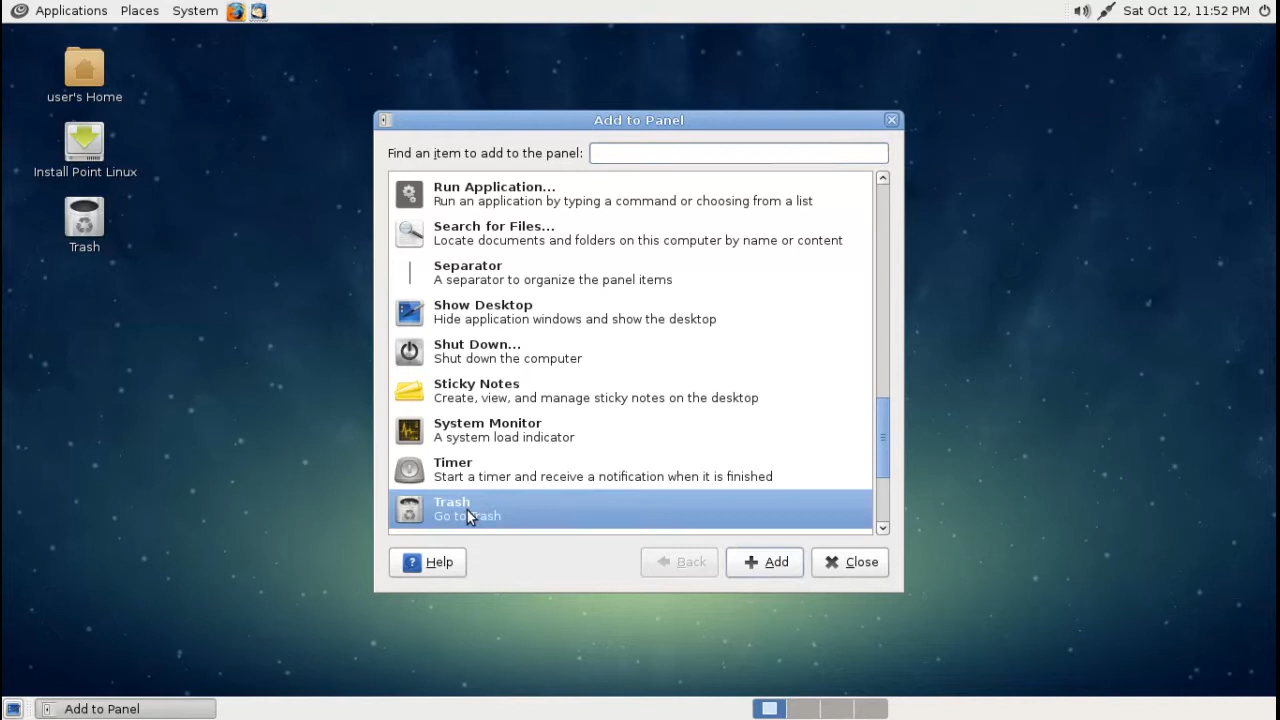 Applications Places System
Sat Oct 12, 11:52 PM
user's Home
Install Point Linux
Trash
Add to Panel
Find an item to add to the panel:
Run Application...
Run an application by typing a command or choosing from a list
Search for Files...
Locate documents and folders on this computer by name or content
Separator
A separator to organize the panel items
Show Desktop
Hide application windows and show the desktop
Shut Down...
Shut down the computer
Sticky Notes
Create, view, and manage sticky notes on the desktop
System Monitor
A system load indicator
Timer
Start a timer and receive a notification when it is finished
Trash
Go to Trash
Help
Back
Add
Close
Add to Panel